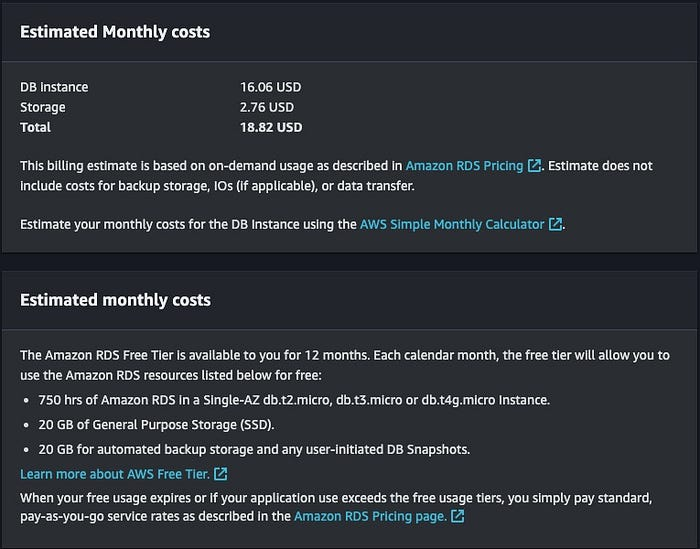 Estimated Monthly costs
DB instance 16.06 USD
Storage 2.76 USD
Total 18.82 USD
This billing estimate is based on on-demand usage as described in Amazon RDS Pricing. Estimate does not
include costs for backup storage, IOs (if applicable), or data transfer.
Estimate your monthly costs for the DB Instance using the AWS Simple Monthly Calculator.
Estimated monthly costs
The Amazon RDS Free Tier is available to you for 12 months. Each calendar month, the free tier will allow you to
use the Amazon RDS resources listed below for free:
• 750 hrs of Amazon RDS in a Single-AZ db.t2.micro, db.t3.micro or db.t4g.micro Instance.
• 20 GB of General Purpose Storage (SSD).
• 20 GB for automated backup storage and any user-initiated DB Snapshots.
Learn more about AWS Free Tier.
When your free usage expires or if your application use exceeds the free usage tiers, you simply pay standard,
pay-as-you-go service rates as described in the Amazon RDS Pricing page.